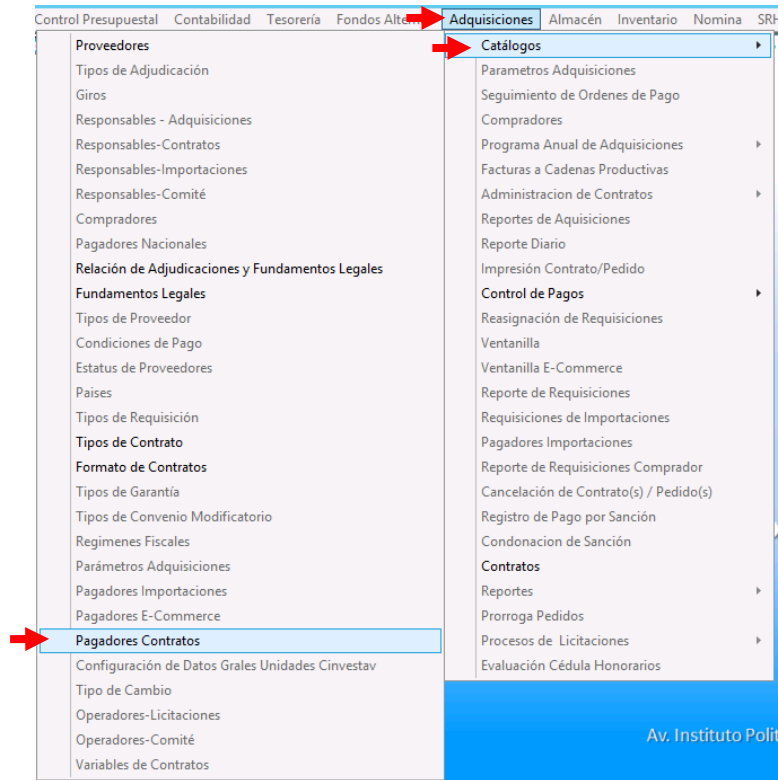 Control Presupuestal Contabilidad Tesorería Fondos Adquisiciones Almacén Inventario Nomina
Proveedores
Tipos de Adjudicación
Giros
Responsables - Adquisiciones
Responsables-Contratos
Responsables-Importaciones
Responsables-Comité
Compradores
Pagadores Nacionales
Relación de Adjudicaciones y Fundamentos Legales
Fundamentos Legales
Tipos de Proveedor
Condiciones de Pago
Estatus de Proveedores
Paises
Tipos de Requisición
Tipos de Contrato
Formato de Contratos
Tipos de Garantía
Tipos de Convenio Modificatorio
Regimenes Fiscales
Parámetros Adquisiciones
Pagadores Importaciones
Pagadores E-Commerce
Pagadores Contratos
Configuración de Datos Grales Unidades Cinvestav
Tipo de Cambio
Operadores-Licitaciones
Operadores-Comité
Variables de Contratos
Catálogos
Parametros Adquisiciones
Seguimiento de Ordenes de Pago
Compradores
Programa Anual de Adquisiciones
Facturas a Cadenas Productivas
Administracion de Contratos
Reportes de Aquisiciones
Reporte Diario
Impresión Contrato/Pedido
Control de Pagos
Reasignación de Requisiciones
Ventanilla
Ventanilla E-Commerce
Reporte de Requisiciones
Requisiciones de Importaciones
Pagadores Importaciones
Reporte de Requisiciones Comprador
Cancelación de Contrato(s) / Pedido(s)
Registro de Pago por Sanción
Condonacion de Sanción
Contratos
Reportes
Prorroga Pedidos
Procesos de Licitaciones
Evaluación Cédula Honorarios
Av. Instituto